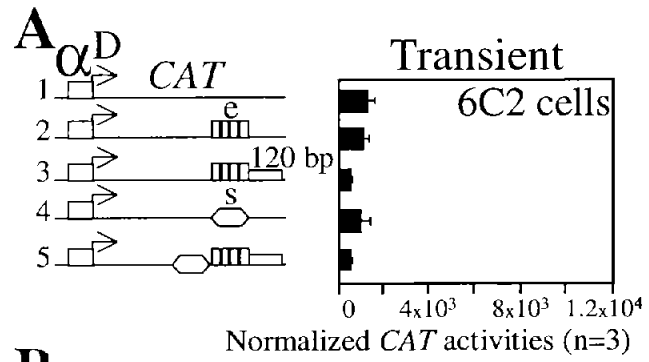 A
αD
CAT
Transient
1
6C2 cells
e
2
120 bp
3
s
4
5
0 4x10³ 8x10³ 1.2x10⁴
Normalized CAT activities (n=3)